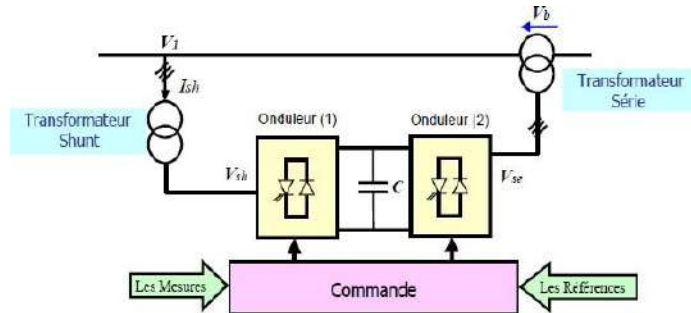 V1
Vb
Ish
Transformateur
Shunt
Transformateur
Série
Onduleur (1)
Onduleur (2)
Vsh
C
Vse
Les Mesures
Commande
Les Références